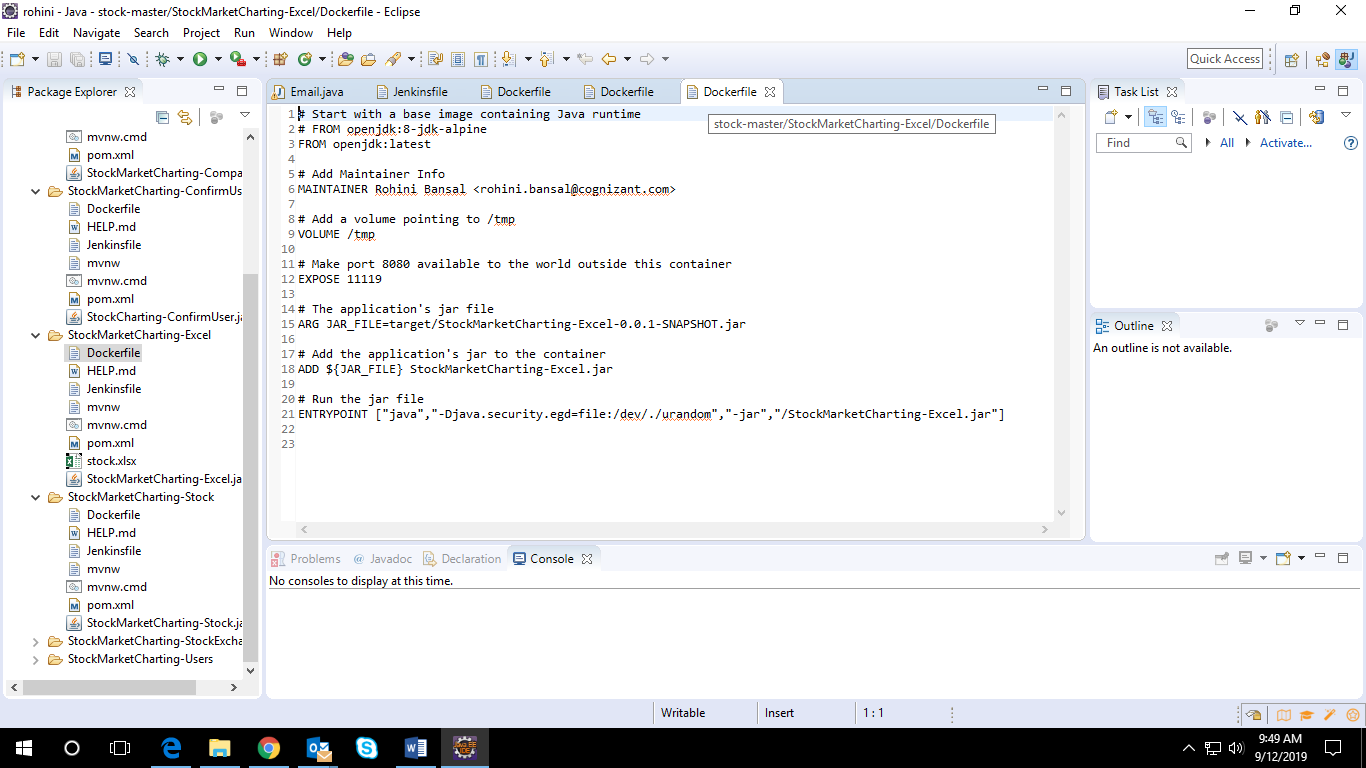 rohini - Java - stock-master/StockMarketCharting-Excel/Dockerfile - Eclipse
File Edit Navigate Search Project Run Window Help
Quick Access
Package Explorer
mvnw.cmd
pom.xml
StockMarketCharting-Compa
StockMarketCharting-ConfirmUs
Dockerfile
HELP.md
Jenkinsfile
mvnw
mvnw.cmd
pom.xml
StockCharting-ConfirmUser.ja
StockMarketCharting-Excel
Dockerfile
HELP.md
Jenkinsfile
mvnw
mvnw.cmd
pom.xml
stock.xlsx
StockMarketCharting-Excel.ja
StockMarketCharting-Stock
Dockerfile
HELP.md
Jenkinsfile
mvnw
mvnw.cmd
pom.xml
StockMarketCharting-Stock.ja
StockMarketCharting-StockExcha
StockMarketCharting-Users
Email.java Jenkinsfile Dockerfile Dockerfile Dockerfile
stock-master/StockMarketCharting-Excel/Dockerfile
1 # Start with a base image containing Java runtime
2 # FROM openjdk:8-jdk-alpine
3 FROM openjdk:latest
4
5 # Add Maintainer Info
6 MAINTAINER Rohini Bansal <rohini.bansal@cognizant.com>
7
8 # Add a volume pointing to /tmp
9 VOLUME /tmp
10
11 # Make port 8080 available to the world outside this container
12 EXPOSE 11119
13
14 # The application's jar file
15 ARG JAR_FILE=target/StockMarketCharting-Excel-0.0.1-SNAPSHOT.jar
16
17 # Add the application's jar to the container
18 ADD ${JAR_FILE} StockMarketCharting-Excel.jar
19
20 # Run the jar file
21 ENTRYPOINT ["java","-Djava.security.egd=file:/dev/./urandom","-jar","/StockMarketCharting-Excel.jar"]
22
23
Task List
Find All Activate...
Outline
An outline is not available.
Problems @ Javadoc Declaration Console
No consoles to display at this time.
Writable Insert 1 : 1
9:49 AM
9/12/2019